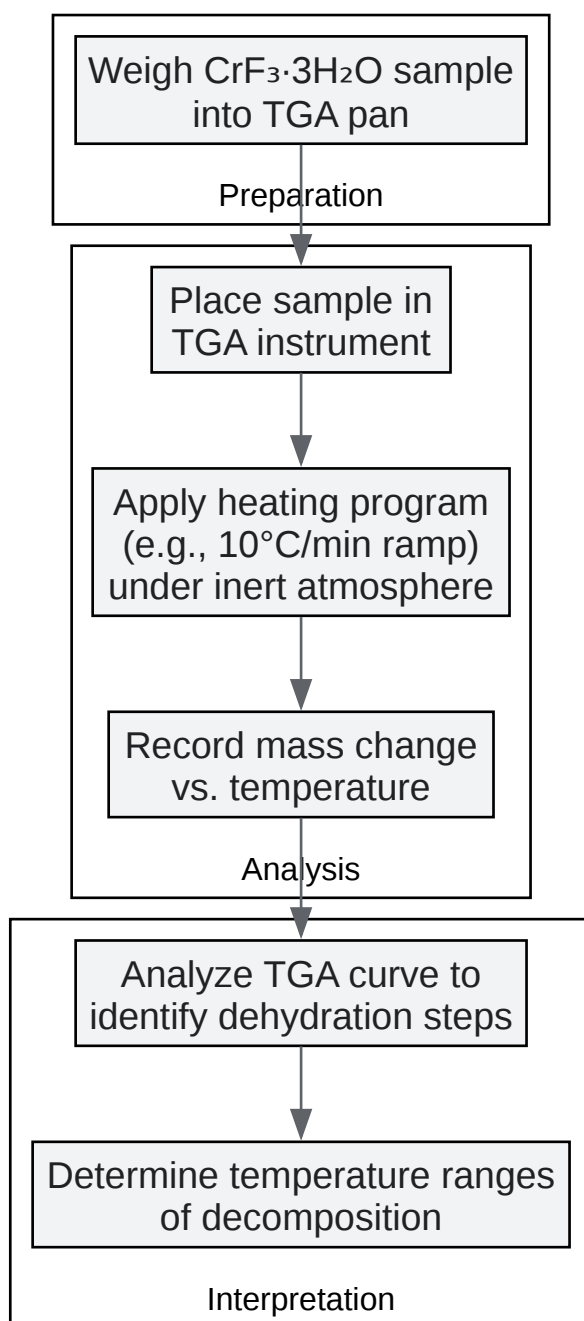 Weigh CrF₃·3H₂O sample
into TGA pan
Preparation
Place sample in
TGA instrument
Apply heating program
(e.g., 10°C/min ramp)
under inert atmosphere
Record mass change
vs. temperature
Analysis
Analyze TGA curve to
identify dehydration steps
Determine temperature ranges
of decomposition
Interpretation